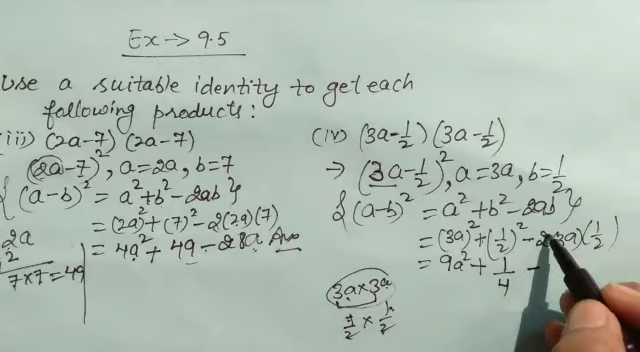 Ex → 9.5
Use a suitable identity to get each
following products:
(iii) (2a-7) (2a-7)
(2a-7)², a=2a, b=7
{(a-b)² = a²+b²-2ab}
= (2a)²+(7)²-2(2a)(7)
= 4a²+49-28a Ans
2a
2
7×7=49
(iv) (3a-1/2) (3a-1/2)
→ (3a-1/2)², a=3a, b=1/2
{(a-b)² = a²+b²-2ab}
= (3a)²+(1/2)²-2(3a)(1/2)
= 9a²+1/4-
3a×3a
1/2 × 1/2